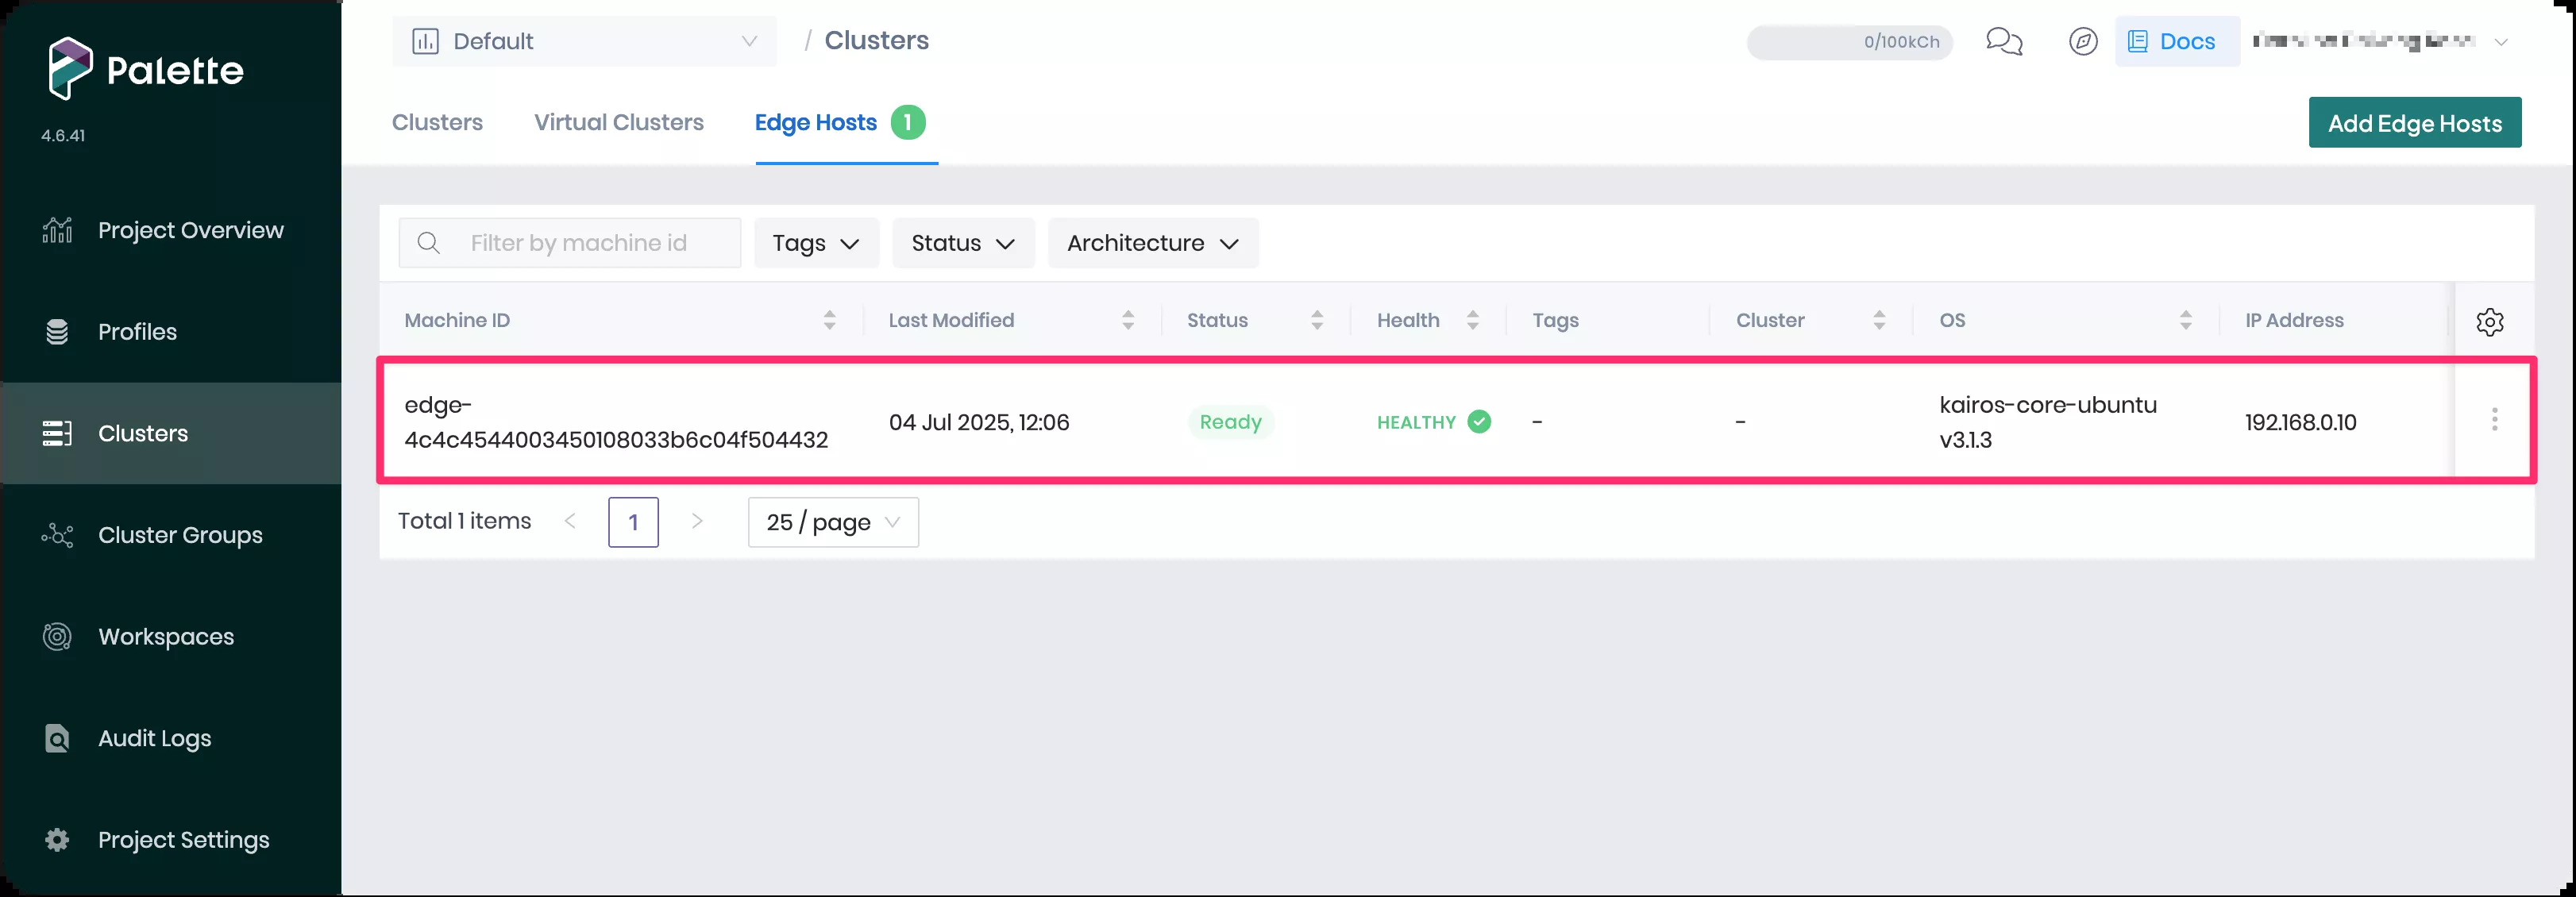 Palette
4.6.41
Project Overview
Profiles
Clusters
Cluster Groups
Workspaces
Audit Logs
Project Settings
Default
/ Clusters
0/100kCh
Docs
Clusters
Virtual Clusters
Edge Hosts 1
Add Edge Hosts
Filter by machine id
Tags
Status
Architecture
Machine ID
Last Modified
Status
Health
Tags
Cluster
OS
IP Address
edge-
4c4c4544003450108033b6c04f504432
04 Jul 2025, 12:06
Ready
HEALTHY
-
-
kairos-core-ubuntu
v3.1.3
192.168.0.10
Total 1 items
1
25 / page